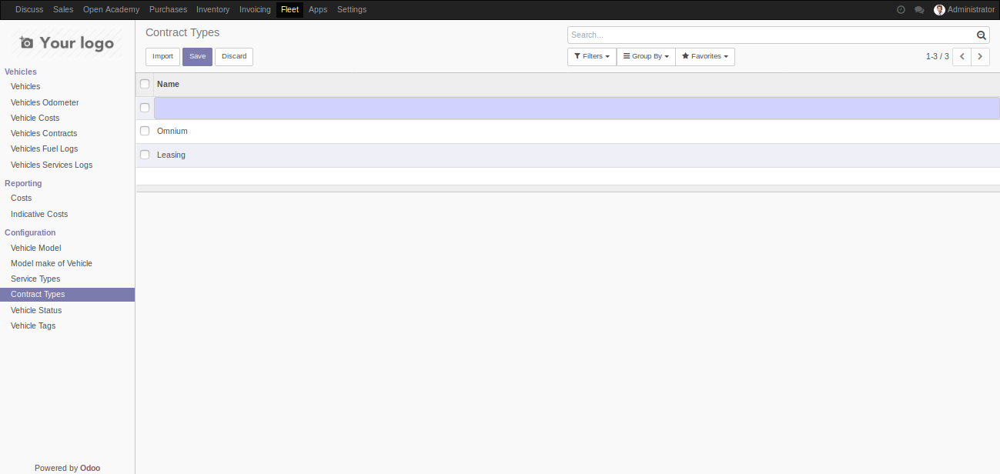 Discuss Sales Open Academy Purchases Inventory Invoicing Fleet Apps Settings Administrator
Your logo
Contract Types
Search...
Import Save Discard
Filters Group By Favorites
1-3 / 3
Vehicles
Vehicles
Vehicles Odometer
Vehicle Costs
Vehicles Contracts
Vehicles Fuel Logs
Vehicles Services Logs
Reporting
Costs
Indicative Costs
Configuration
Vehicle Model
Model make of Vehicle
Service Types
Contract Types
Vehicle Status
Vehicle Tags
Powered by Odoo
Name
Omnium
Leasing